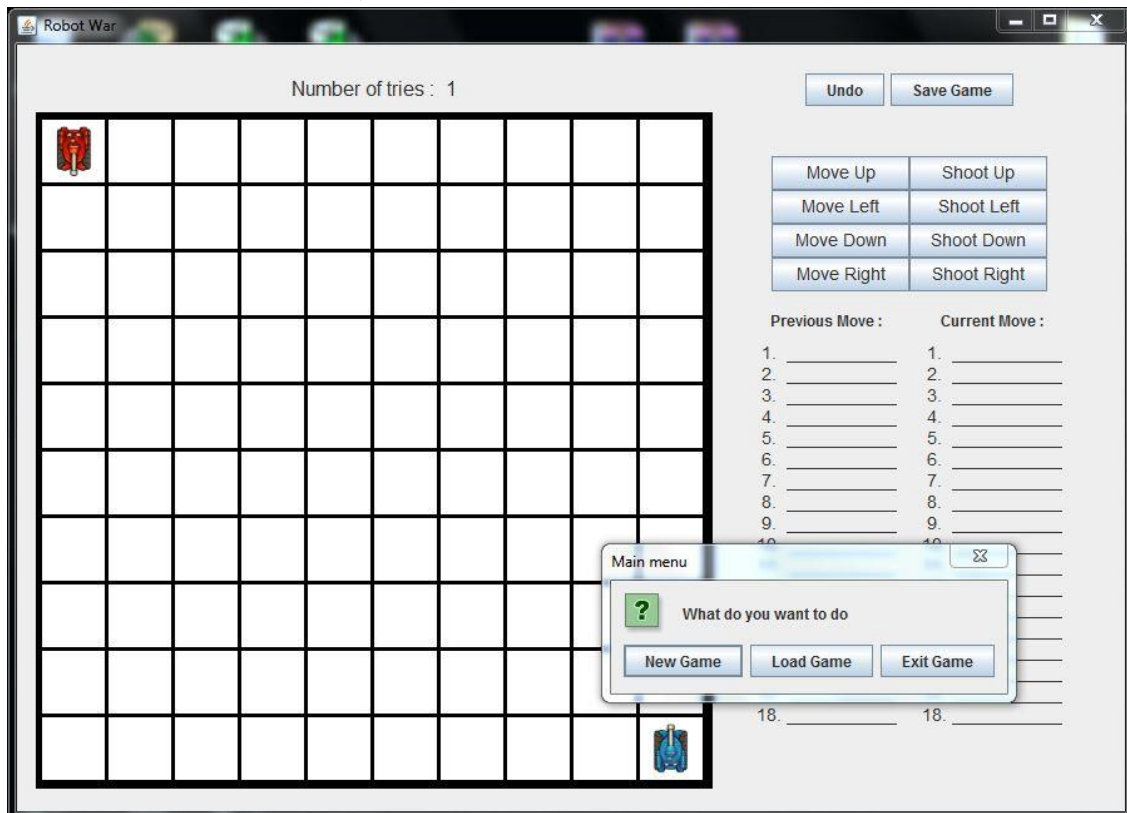 Robot War
Number of tries : 1
Undo Save Game
Move Up Shoot Up
Move Left Shoot Left
Move Down Shoot Down
Move Right Shoot Right
Previous Move : Current Move :
1. 1.
2. 2.
3. 3.
4. 4.
5. 5.
6. 6.
7. 7.
8. 8.
9. 9.
Main menu
What do you want to do
New Game Load Game Exit Game
18. 18.